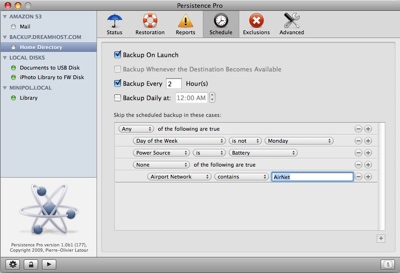 Persistence Pro
AMAZON S3
Mail
BACKUP.DREAMHOST.COM
Home Directory
LOCAL DISKS
Documents to USB Disk
iPhoto Library to FW Disk
MINIPOL.LOCAL
Library
Persistence Pro version 1.0b1 (177),
Copyright 2009, Pierre-Olivier Latour
Status
Restoration
Reports
Schedule
Exclusions
Advanced
Backup On Launch
Backup Whenever the Destination Becomes Available
Backup Every 2 Hour(s)
Backup Daily at: 12:00 AM
Skip the scheduled backup in these cases:
Any of the following are true
Day of the Week is not Monday
Power Source is Battery
None of the following are true
Airport Network contains AirNet